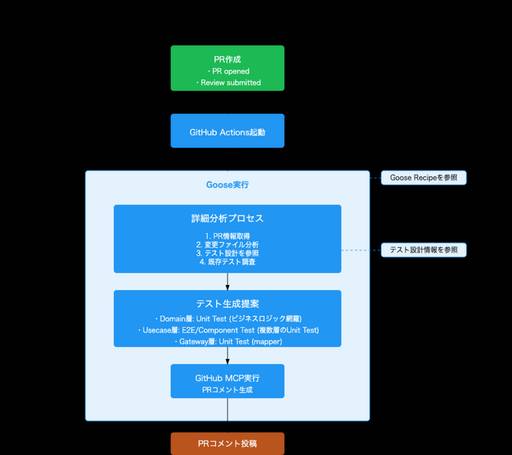 PR作成
・PR opened
・Review submitted
GitHub Actions起動
Goose実行
Goose Recipeを参照
詳細分析プロセス
1. PR情報取得
2. 変更ファイル分析
3. テスト設計を参照
4. 既存テスト調査
テスト設計情報を参照
テスト生成提案
・Domain層: Unit Test (ビジネスロジック網羅)
・Usecase層: E2E/Component Test (複数層のUnit Test)
・Gateway層: Unit Test (mapper)
GitHub MCP実行
PRコメント生成
PRコメント投稿